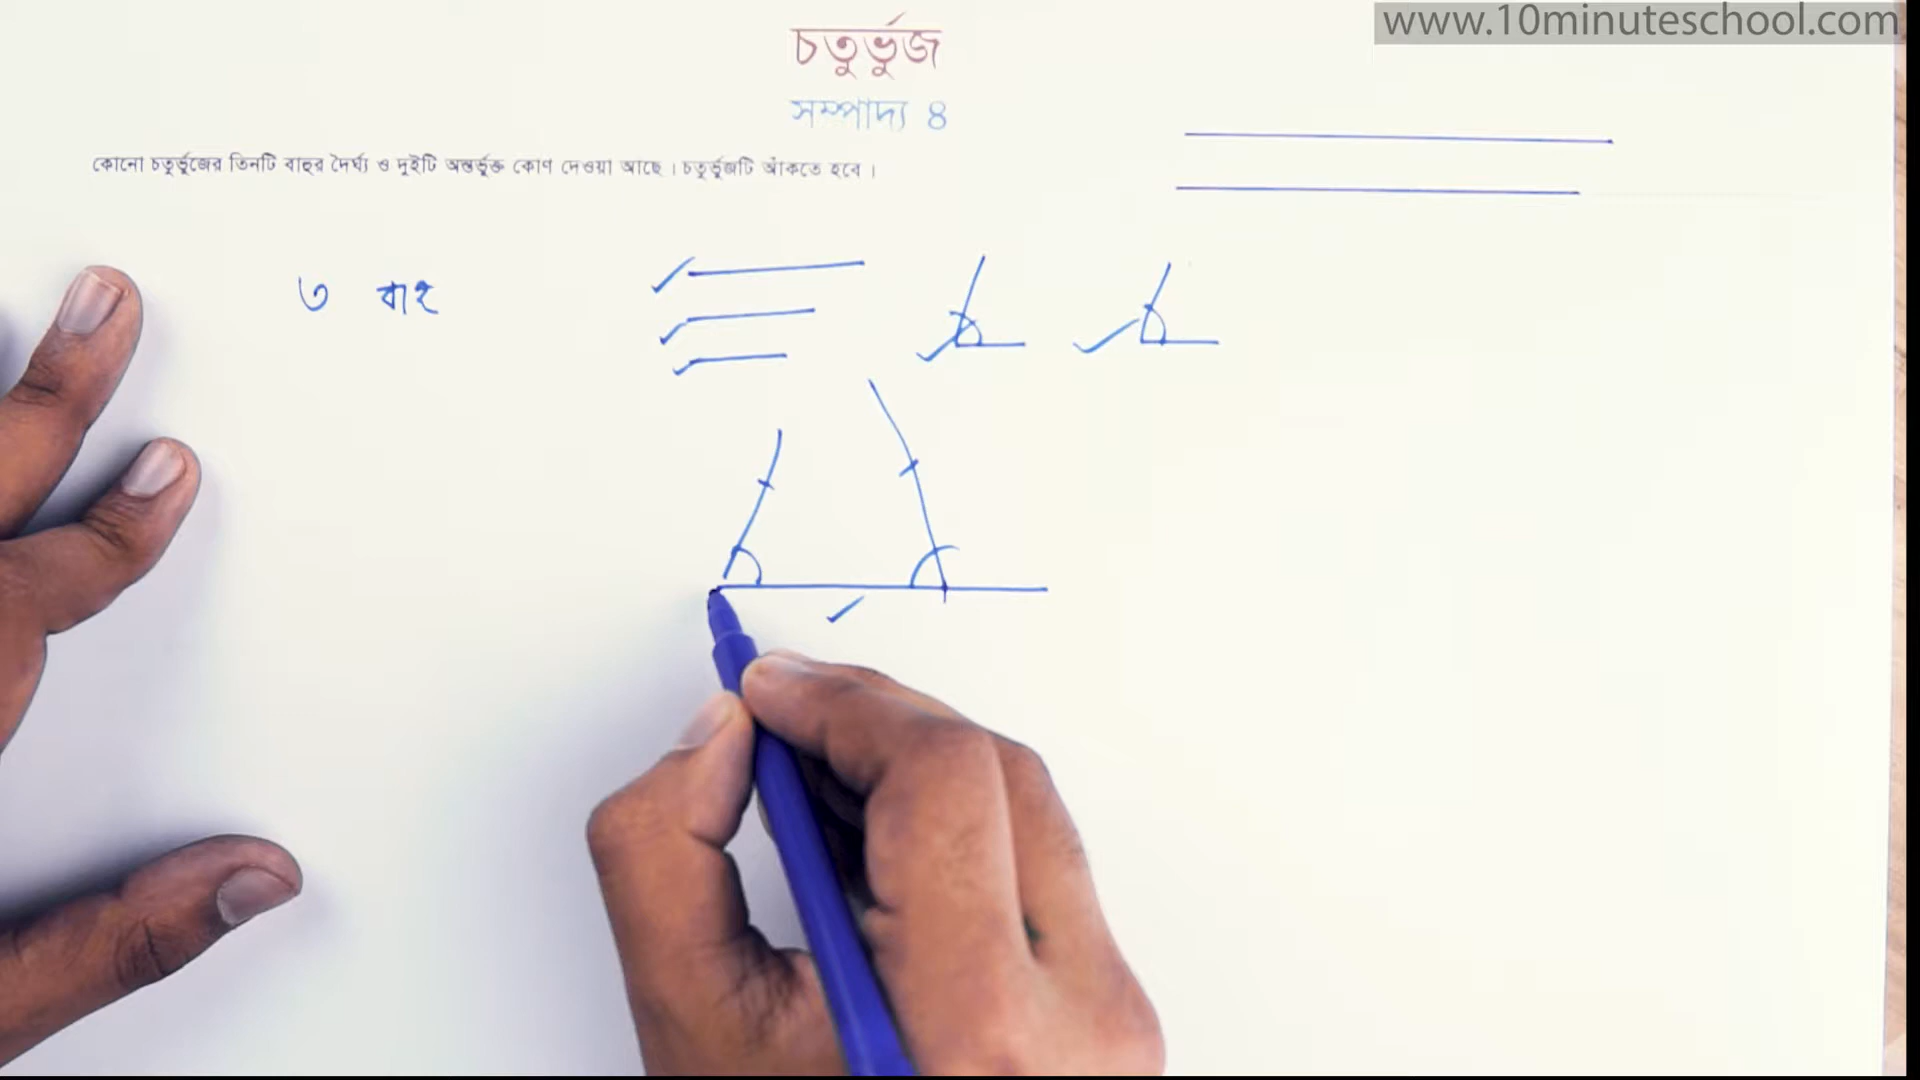 www.10minuteschool.com
চতুর্ভুজ
সম্পাদ্য ৪
কোনো চতুর্ভুজের তিনটি বাহুর দৈর্ঘ্য ও দুইটি অন্তর্ভুক্ত কোণ দেওয়া আছে। চতুর্ভুজটি আঁকতে হবে।
৩ বাহু